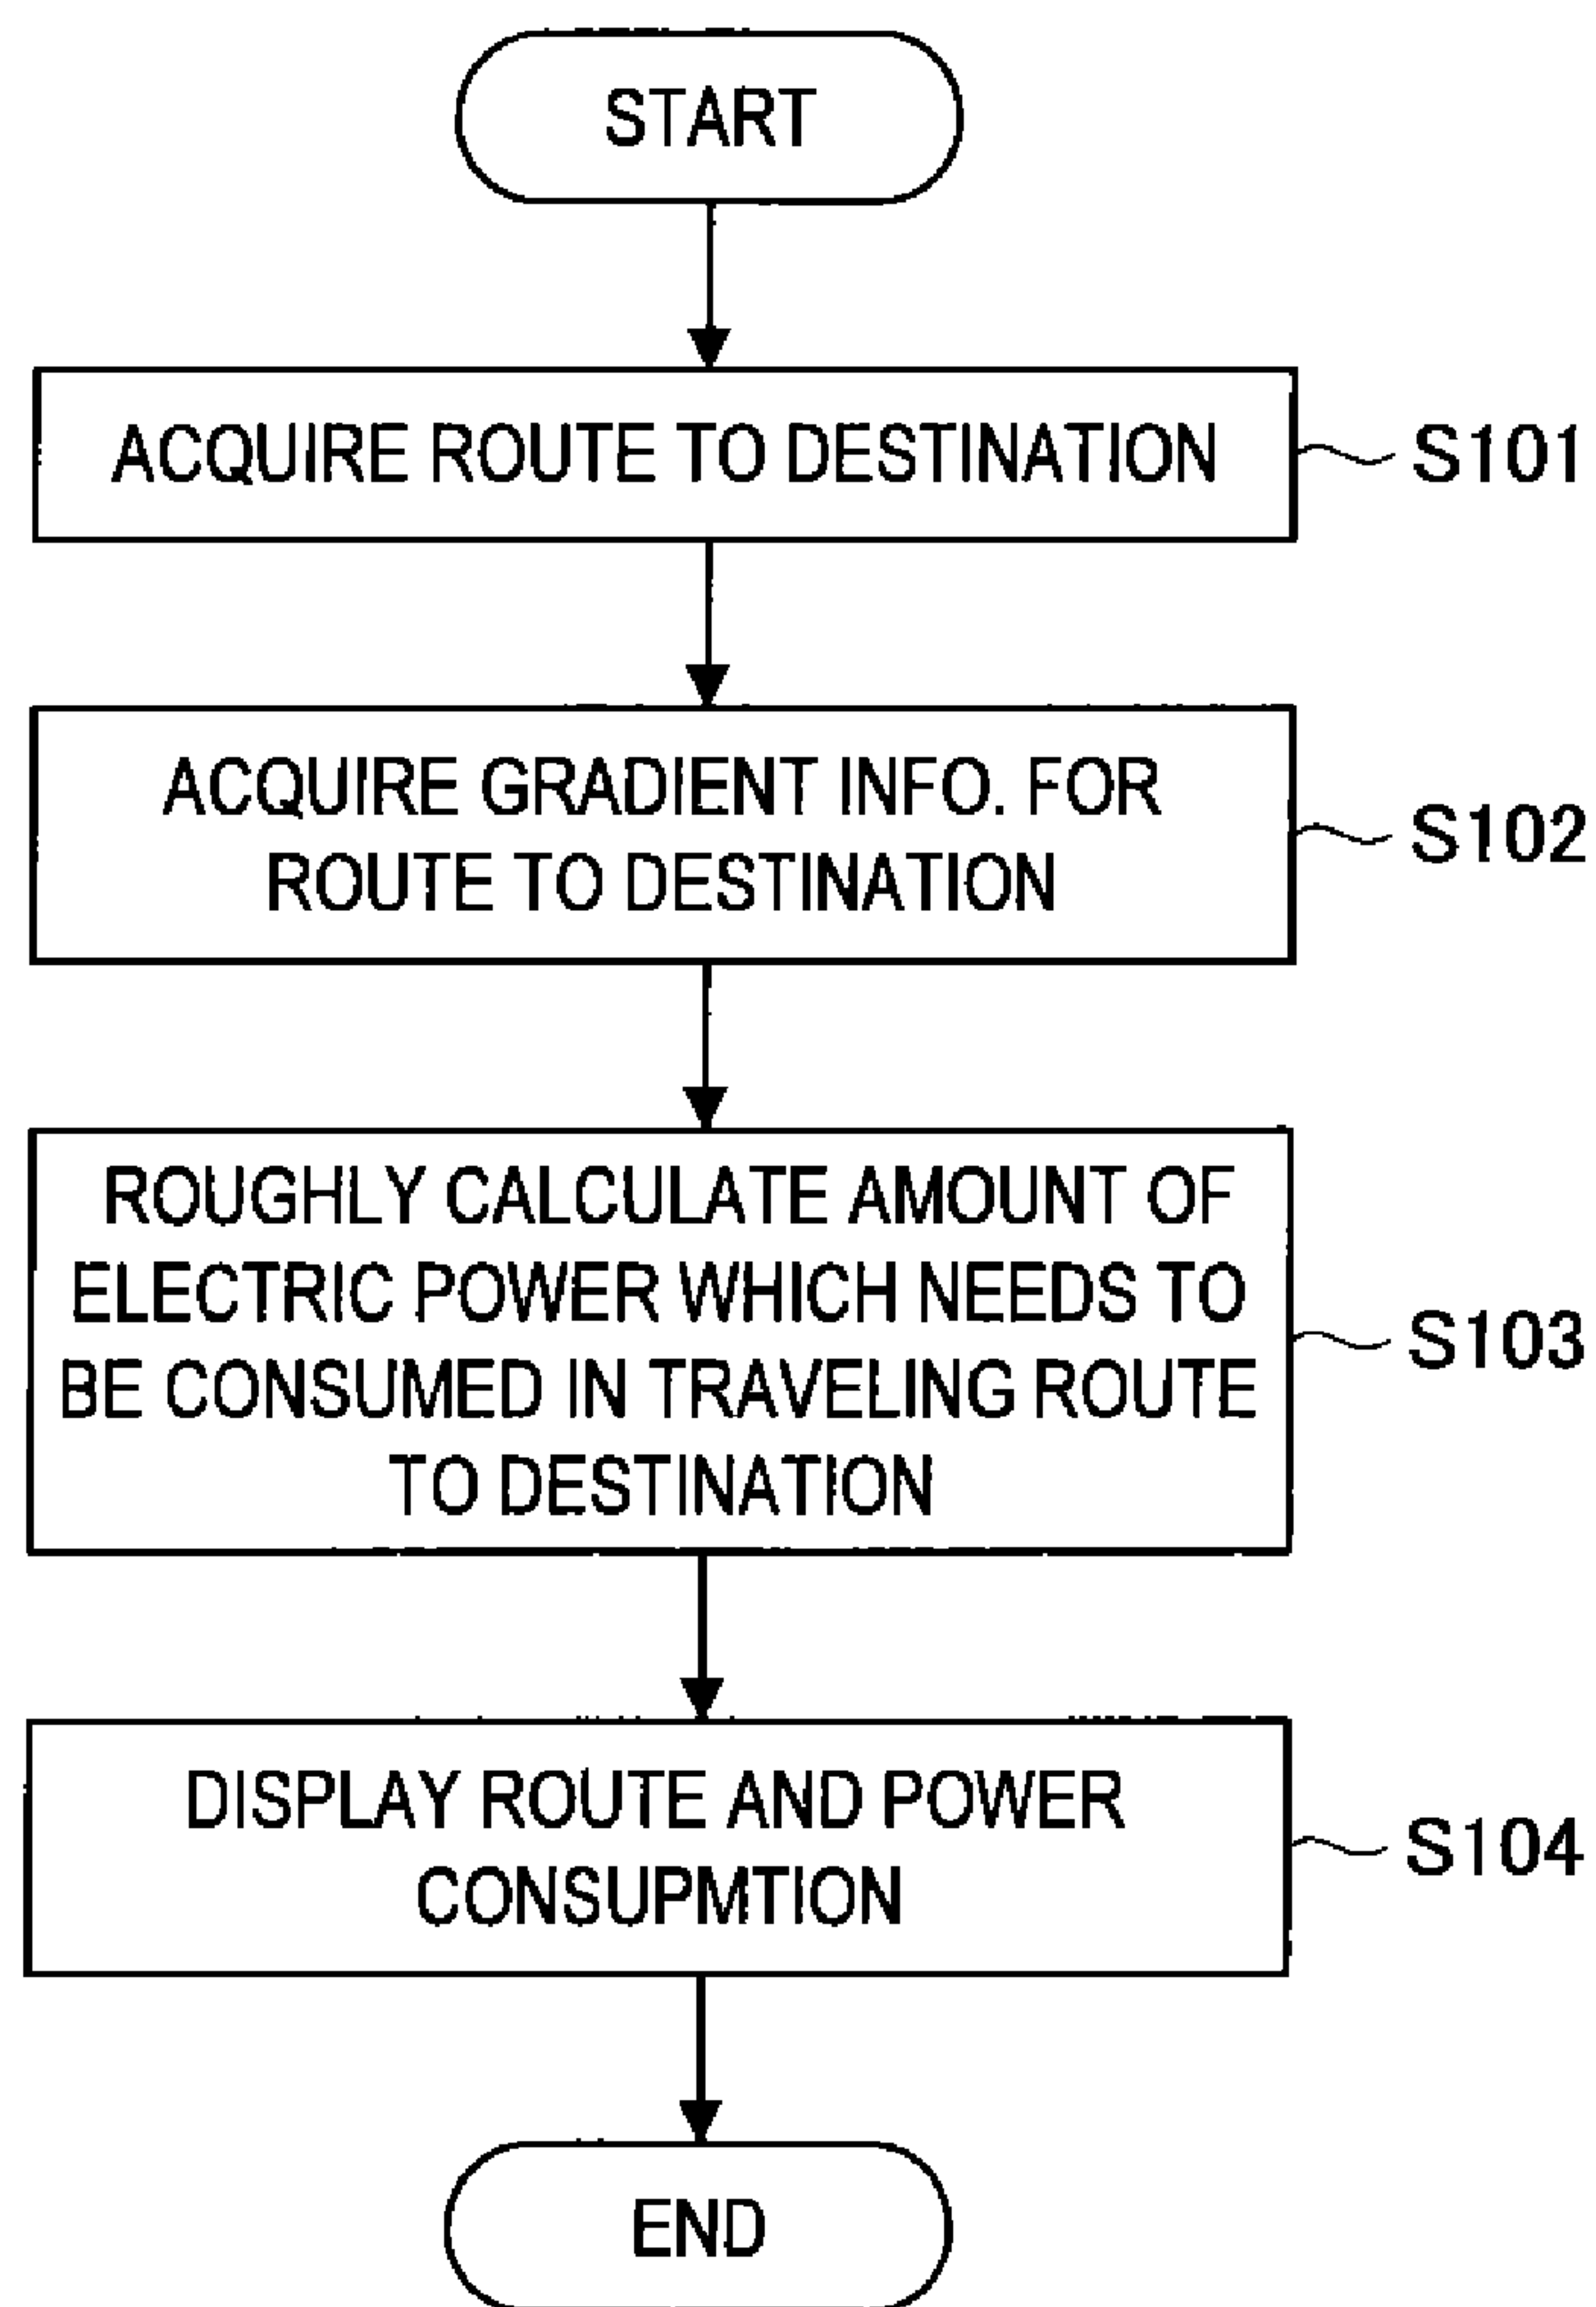 START
ACQUIRE ROUTE TO DESTINATION
S101
ACQUIRE GRADIENT INFO. FOR
ROUTE TO DESTINATION
S102
ROUGHLY CALCULATE AMOUNT OF
ELECTRIC POWER WHICH NEEDS TO
BE CONSUMED IN TRAVELING ROUTE
TO DESTINATION
S103
DISPLAY ROUTE AND POWER
CONSUPMTION
S104
END